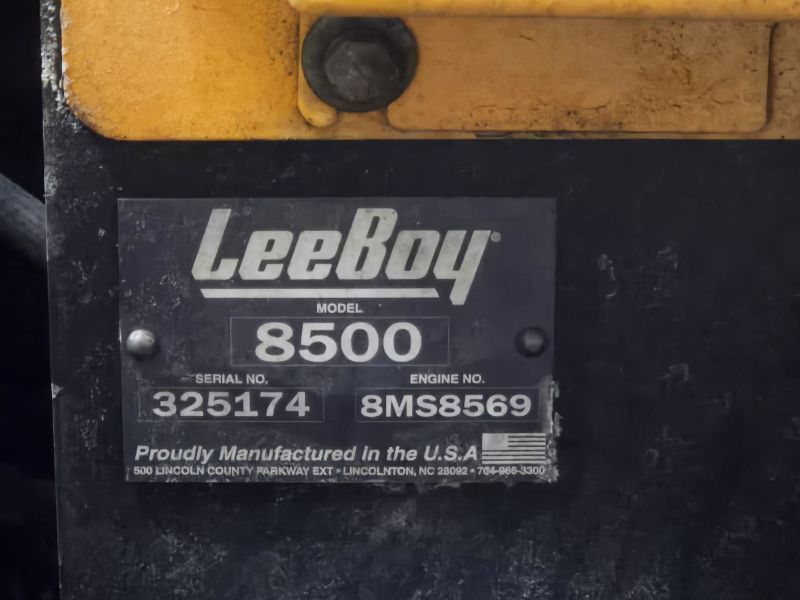 LeeBoy®
MODEL
8500
SERIAL NO. ENGINE NO.
325174 8MS8569
Proudly Manufactured in the U.S.A
500 LINCOLN COUNTY PARKWAY EXT • LINCOLNTON, NC 28092 • 704-966-3300